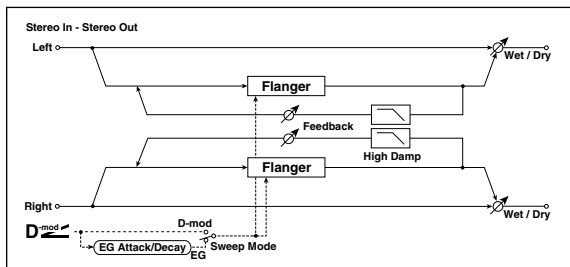 Stereo In - Stereo Out
Left
Wet / Dry
Flanger
Feedback
High Damp
Flanger
Right
Wet / Dry
D-mod
D-mod
EG Attack/Decay
EG
Sweep Mode